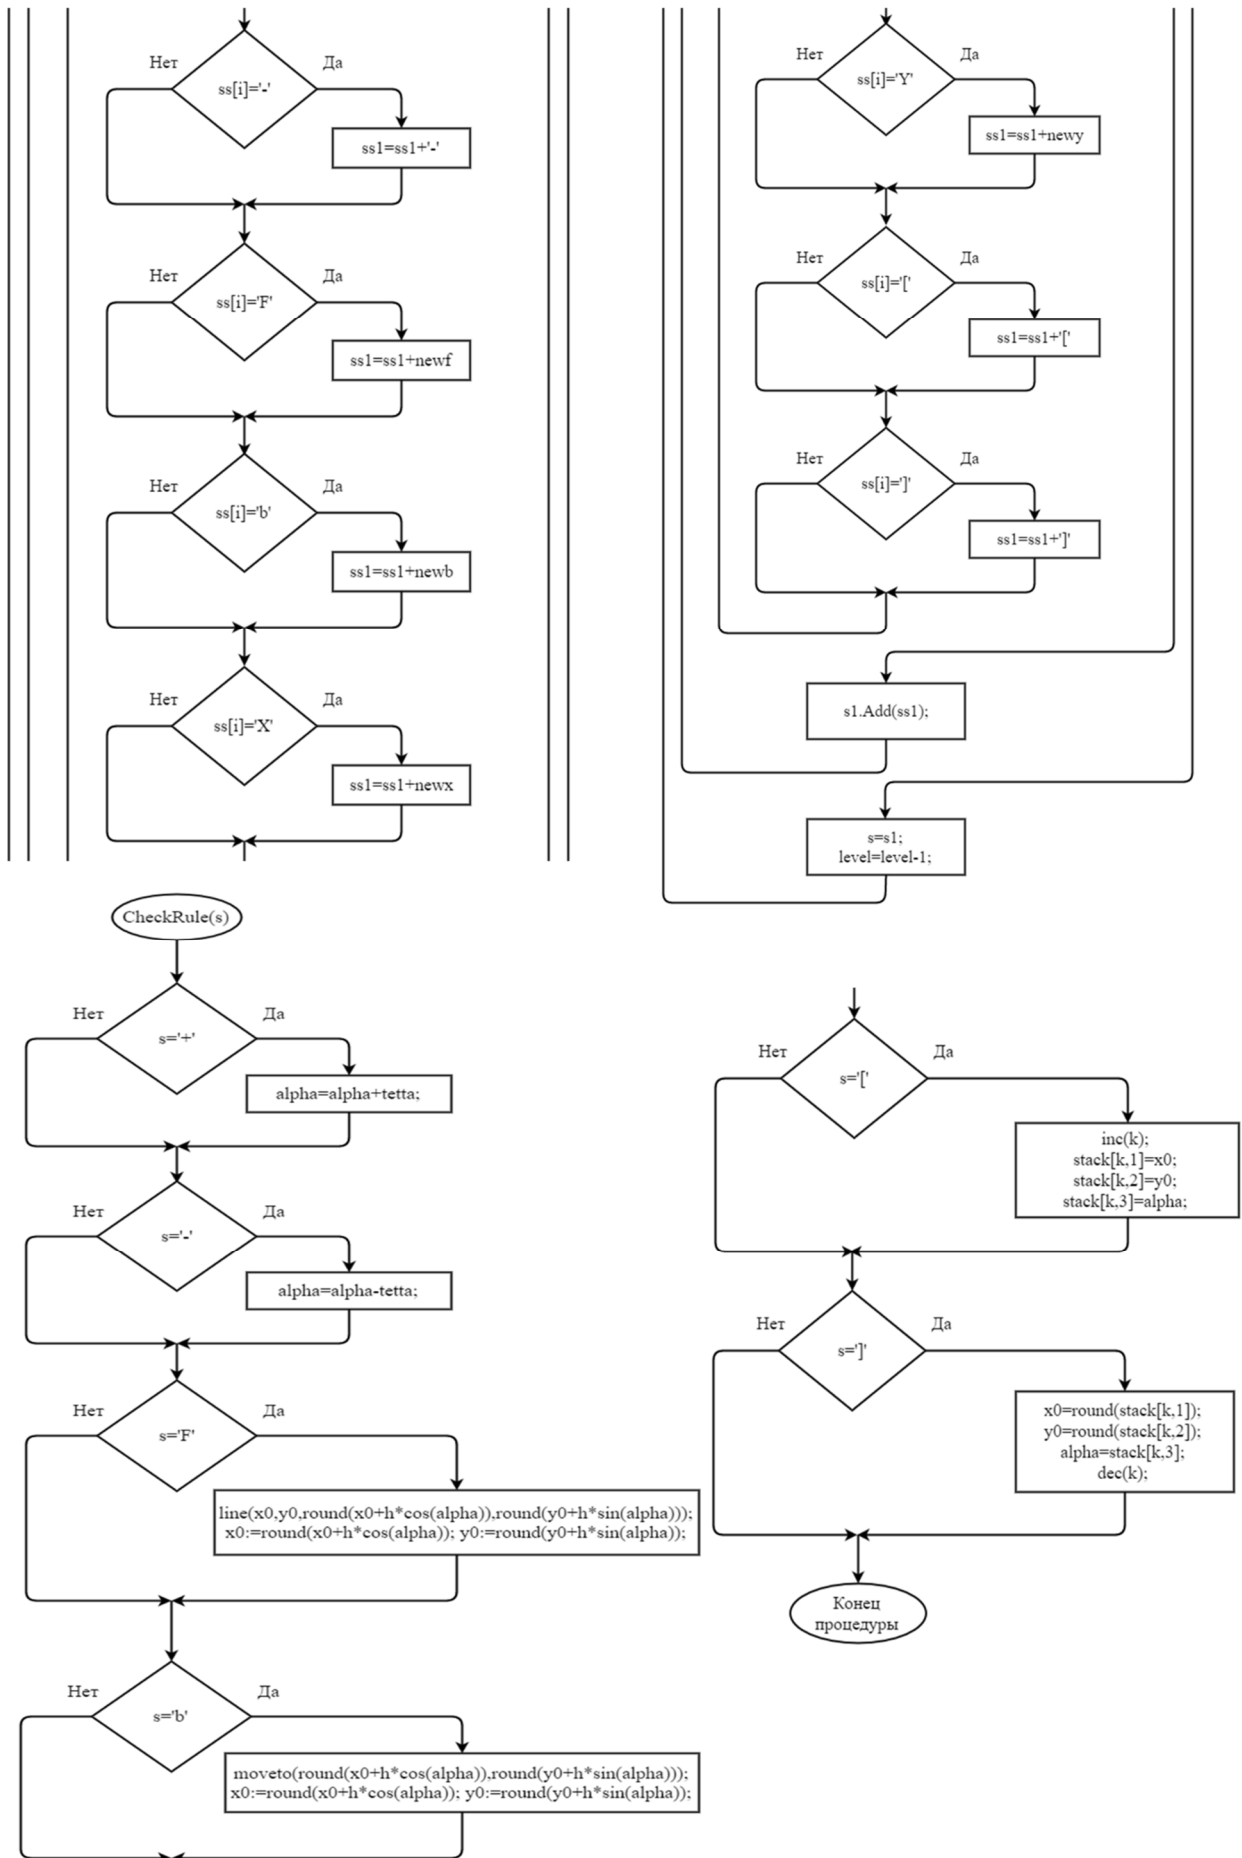 Нет
Да
ss[i]='-'
ss1=ss1+'-'
Нет
Да
ss[i]='F'
ss1=ss1+newf
Нет
Да
ss[i]='b'
ss1=ss1+newb
Нет
Да
ss[i]='X'
ss1=ss1+newx
Нет
Да
ss[i]='Y'
ss1=ss1+newy
Нет
Да
ss[i]='['
ss1=ss1+'['
Нет
Да
ss[i]=']'
ss1=ss1+']'
s1.Add(ss1);
s=s1;
level=level-1;
CheckRule(s)
Нет
Да
s='+'
alpha=alpha+tetta;
Нет
Да
s='-'
alpha=alpha-tetta;
Нет
Да
s='F'
line(x0,y0,round(x0+h*cos(alpha)),round(y0+h*sin(alpha)));
x0:=round(x0+h*cos(alpha)); y0:=round(y0+h*sin(alpha));
Нет
Да
s='b'
moveto(round(x0+h*cos(alpha)),round(y0+h*sin(alpha)));
x0:=round(x0+h*cos(alpha)); y0:=round(y0+h*sin(alpha));
Нет
Да
s='['
inc(k);
stack[k,1]=x0;
stack[k,2]=y0;
stack[k,3]=alpha;
Нет
Да
s=']'
x0=round(stack[k,1]);
y0=round(stack[k,2]);
alpha=stack[k,3];
dec(k);
Конец
процедуры